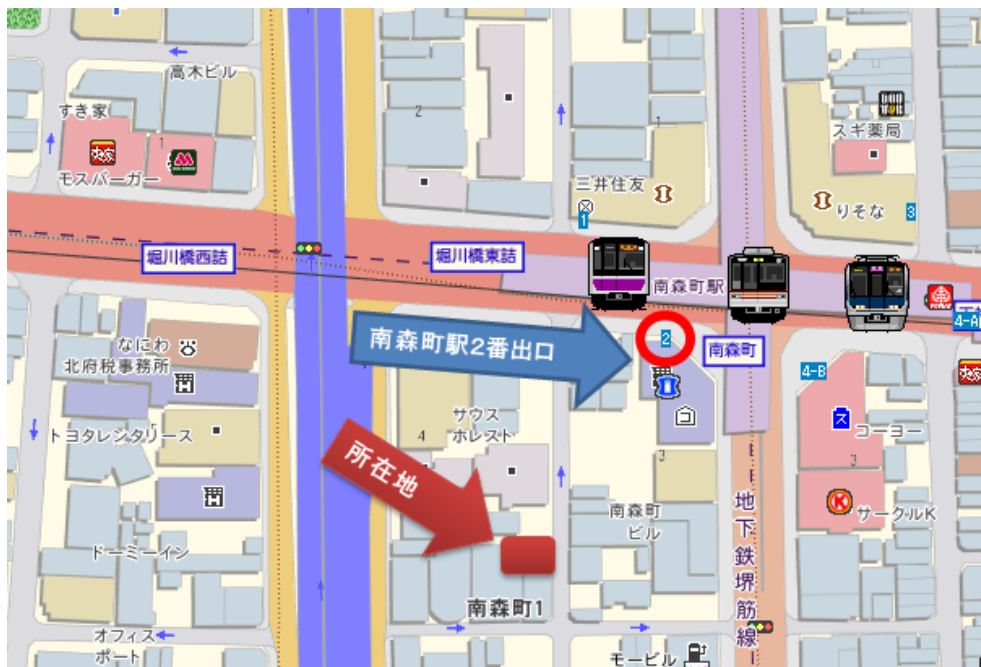 高木ビル
すき家
1
モスバーガー
2
1
三井住友
1
スギ薬局
りそな
3
堀川橋西詰
堀川橋東詰
南森町駅
4-A
南森町駅2番出口
2
南森町
4-B
なにわ
北府税事務所
トヨタレンタリース
サウス
ホレスト
4
コーヨー
3
3
所在地
サークルK
南森町
ビル
ドーミーイン
地下鉄堺筋線
南森町1
オフィス
ポート
モービル